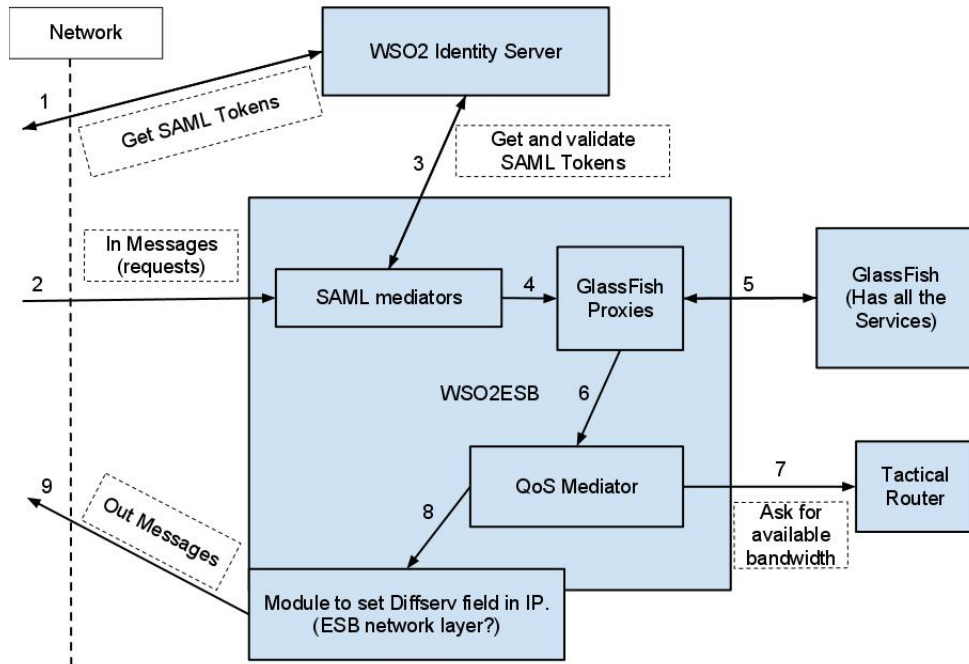 Network
WSO2 Identity Server
1
Get SAML Tokens
Get and validate
SAML Tokens
3
In Messages
(requests)
2
SAML mediators
4
GlassFish
Proxies
5
GlassFish
(Has all the
Services)
WSO2ESB
6
QoS Mediator
7
Tactical
Router
Ask for
available
bandwidth
8
9
Out Messages
Module to set Diffserv field in IP.
(ESB network layer?)